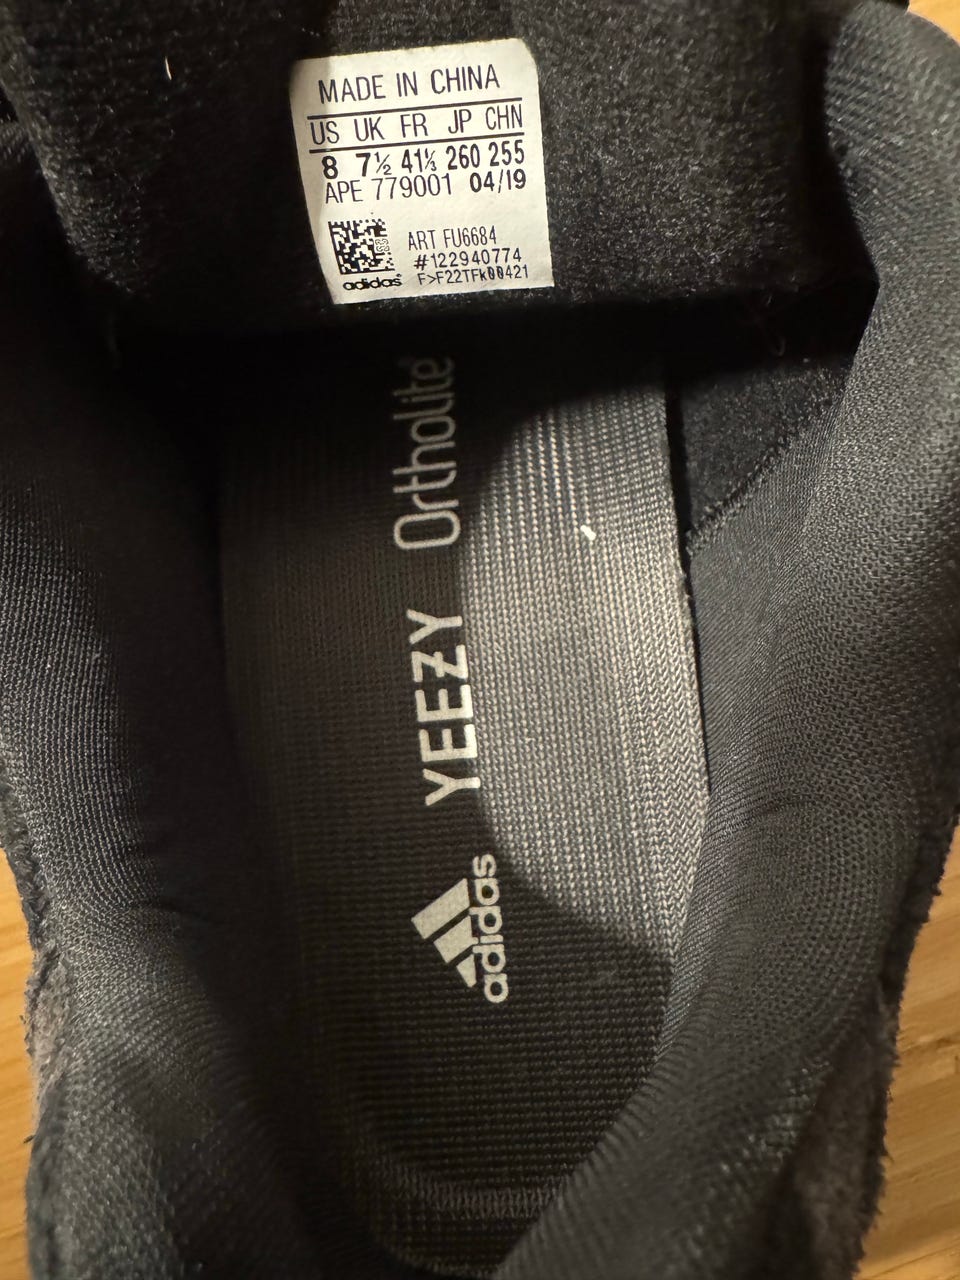 MADE IN CHINA
US UK FR JP CHN
8 7½ 41⅓ 260 255
APE 779001 04/19
ART FU6684
#122940774
F>F22TFk00421
adidas
Ortholite®
YEEZY
adidas